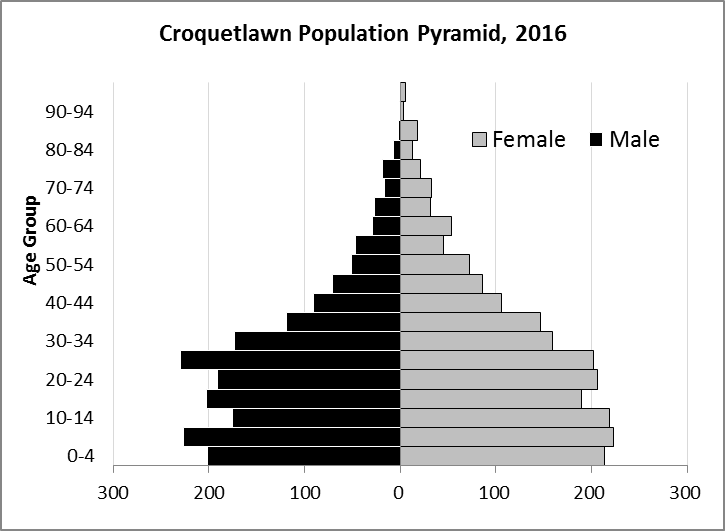 Croquetlawn Population Pyramid, 2016
Female Male
Age Group
90-94
80-84
70-74
60-64
50-54
40-44
30-34
20-24
10-14
0-4
300 200 100 0 100 200 300